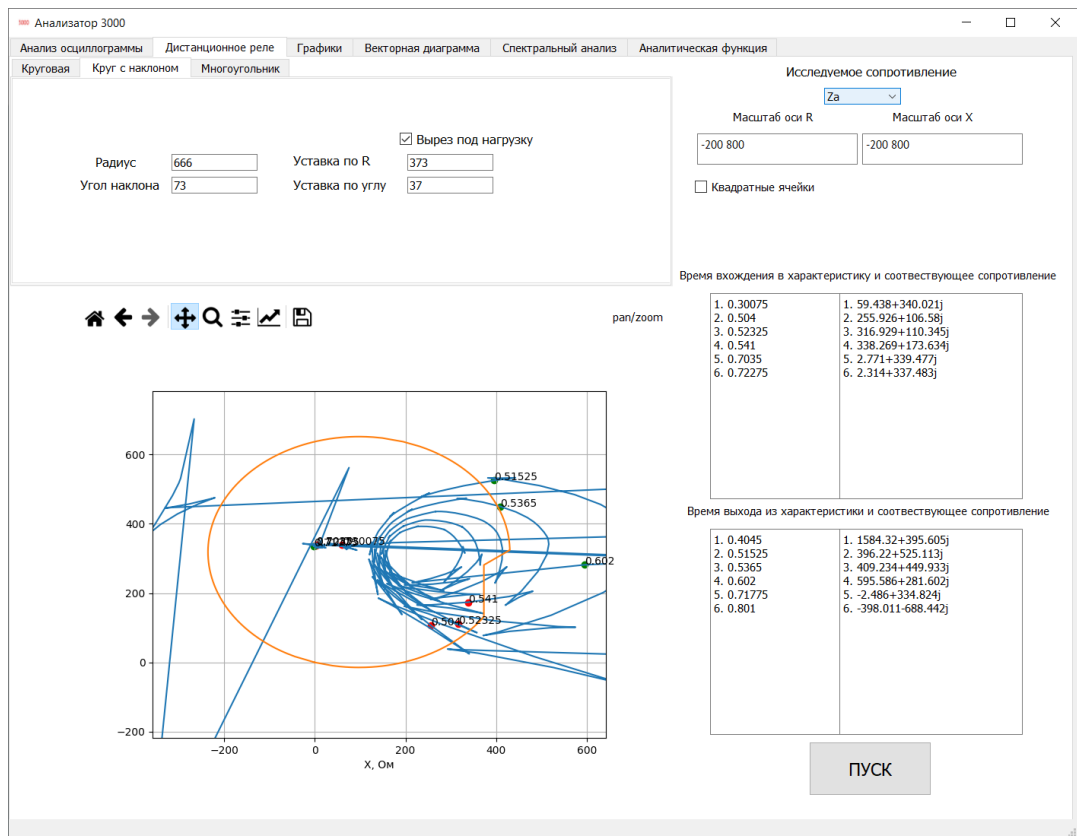 Анализатор 3000
Анализ осциллограммы Дистанционное реле Графики Векторная диаграмма Спектральный анализ Аналитическая функция
Круговая Круг с наклоном Многоугольник
Исследуемое сопротивление
Za
Масштаб оси R Масштаб оси X
-200 800 -200 800
Квадратные ячейки
Вырез под нагрузку
Радиус 666 Уставка по R 373
Угол наклона 73 Уставка по углу 37
Время вхождения в характеристику и соотвествующее сопротивление
1. 0.30075 1. 59.438+340.021j
2. 0.504 2. 255.926+106.58j
3. 0.52325 3. 316.929+110.345j
4. 0.541 4. 338.269+173.634j
5. 0.7035 5. 2.771+339.477j
6. 0.72275 6. 2.314+337.483j
pan/zoom
600
400
200
0
−200
0.51525
0.5365
0.602
0.541
0.504
0.52325
−200 0 200 400 600
X, Ом
Время выхода из характеристики и соотвествующее сопротивление
1. 0.4045 1. 1584.32+395.605j
2. 0.51525 2. 396.22+525.113j
3. 0.5365 3. 409.234+449.933j
4. 0.602 4. 595.586+281.602j
5. 0.71775 5. -2.486+334.824j
6. 0.801 6. -398.011-688.442j
ПУСК